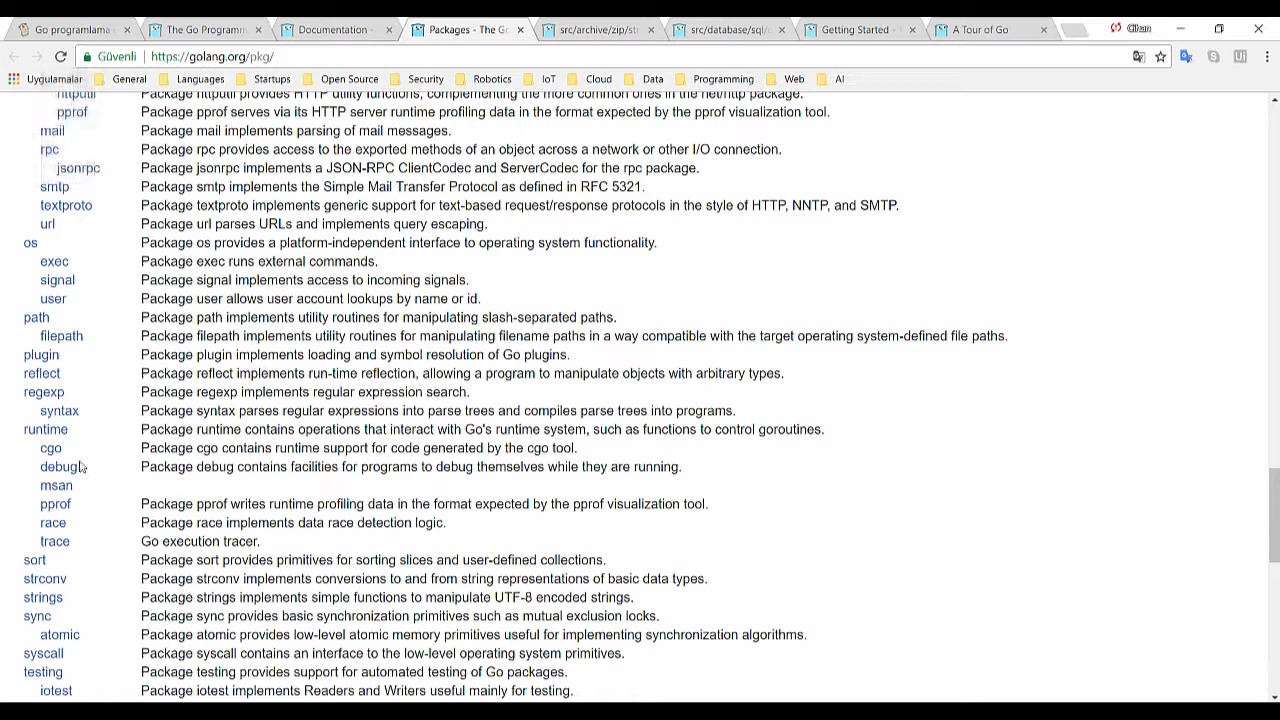 Go programlama
The Go Programm
Documentation -
Packages - The Go
src/archive/zip/str
src/database/sql/
Getting Started -
A Tour of Go
Cihan
Güvenli
https://golang.org/pkg/
Uygulamalar
General
Languages
Startups
Open Source
Security
Robotics
IoT
Cloud
Data
Programming
Web
AI
httputil Package httputil provides HTTP utility functions, complementing the more common ones in the net/http package.
pprof Package pprof serves via its HTTP server runtime profiling data in the format expected by the pprof visualization tool.
mail Package mail implements parsing of mail messages.
rpc Package rpc provides access to the exported methods of an object across a network or other I/O connection.
jsonrpc Package jsonrpc implements a JSON-RPC ClientCodec and ServerCodec for the rpc package.
smtp Package smtp implements the Simple Mail Transfer Protocol as defined in RFC 5321.
textproto Package textproto implements generic support for text-based request/response protocols in the style of HTTP, NNTP, and SMTP.
url Package url parses URLs and implements query escaping.
os Package os provides a platform-independent interface to operating system functionality.
exec Package exec runs external commands.
signal Package signal implements access to incoming signals.
user Package user allows user account lookups by name or id.
path Package path implements utility routines for manipulating slash-separated paths.
filepath Package filepath implements utility routines for manipulating filename paths in a way compatible with the target operating system-defined file paths.
plugin Package plugin implements loading and symbol resolution of Go plugins.
reflect Package reflect implements run-time reflection, allowing a program to manipulate objects with arbitrary types.
regexp Package regexp implements regular expression search.
syntax Package syntax parses regular expressions into parse trees and compiles parse trees into programs.
runtime Package runtime contains operations that interact with Go's runtime system, such as functions to control goroutines.
cgo Package cgo contains runtime support for code generated by the cgo tool.
debug Package debug contains facilities for programs to debug themselves while they are running.
msan
pprof Package pprof writes runtime profiling data in the format expected by the pprof visualization tool.
race Package race implements data race detection logic.
trace Go execution tracer.
sort Package sort provides primitives for sorting slices and user-defined collections.
strconv Package strconv implements conversions to and from string representations of basic data types.
strings Package strings implements simple functions to manipulate UTF-8 encoded strings.
sync Package sync provides basic synchronization primitives such as mutual exclusion locks.
atomic Package atomic provides low-level atomic memory primitives useful for implementing synchronization algorithms.
syscall Package syscall contains an interface to the low-level operating system primitives.
testing Package testing provides support for automated testing of Go packages.
iotest Package iotest implements Readers and Writers useful mainly for testing.